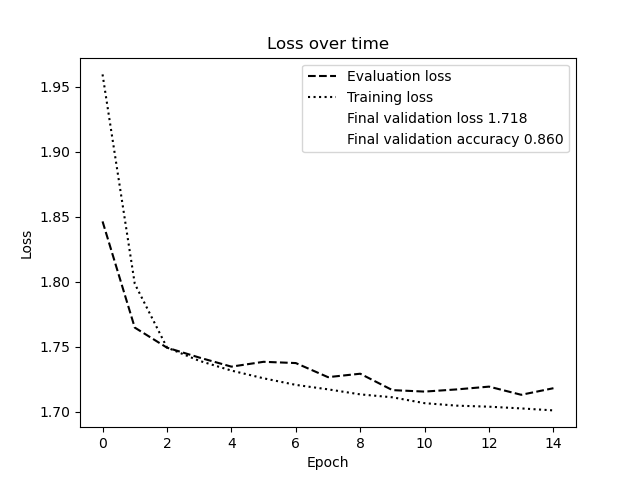 Loss over time
Evaluation loss
Training loss
Final validation loss 1.718
Final validation accuracy 0.860
1.95
1.90
1.85
1.80
1.75
1.70
Loss
0 2 4 6 8 10 12 14
Epoch